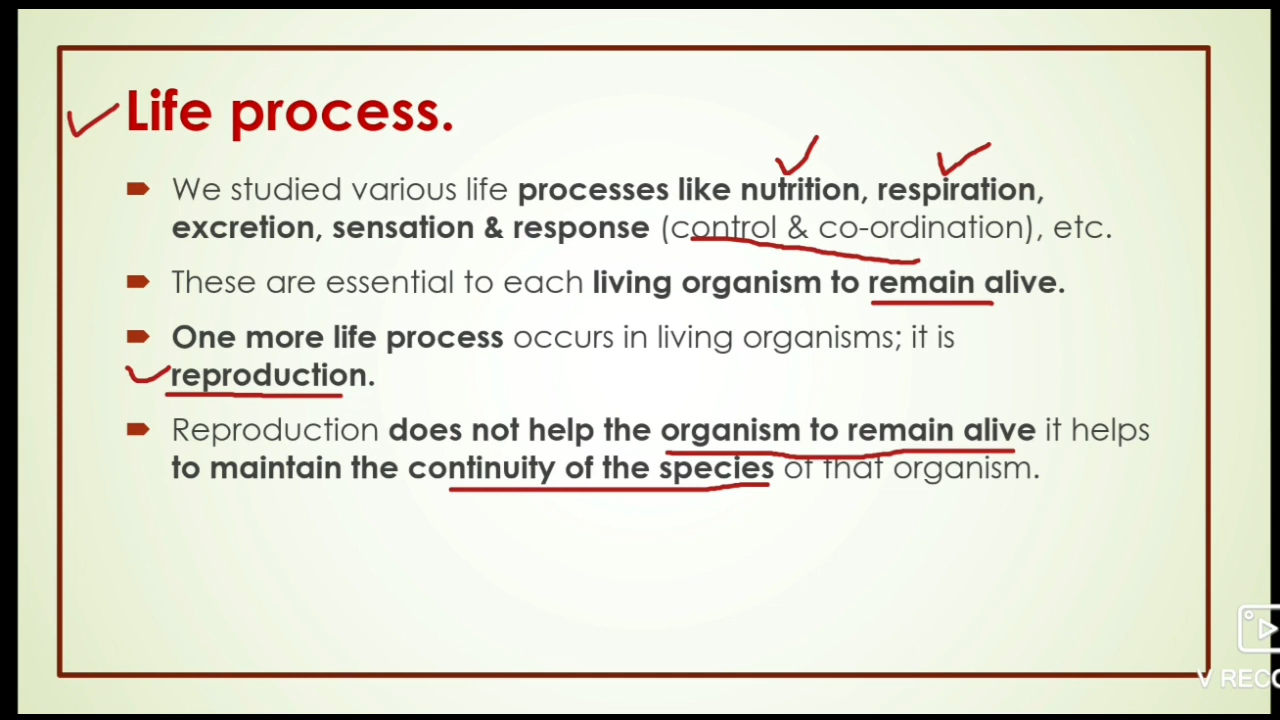 Life process.
We studied various life processes like nutrition, respiration,
excretion, sensation & response (control & co-ordination), etc.
These are essential to each living organism to remain alive.
One more life process occurs in living organisms; it is
reproduction.
Reproduction does not help the organism to remain alive it helps
to maintain the continuity of the species of that organism.
V RECO